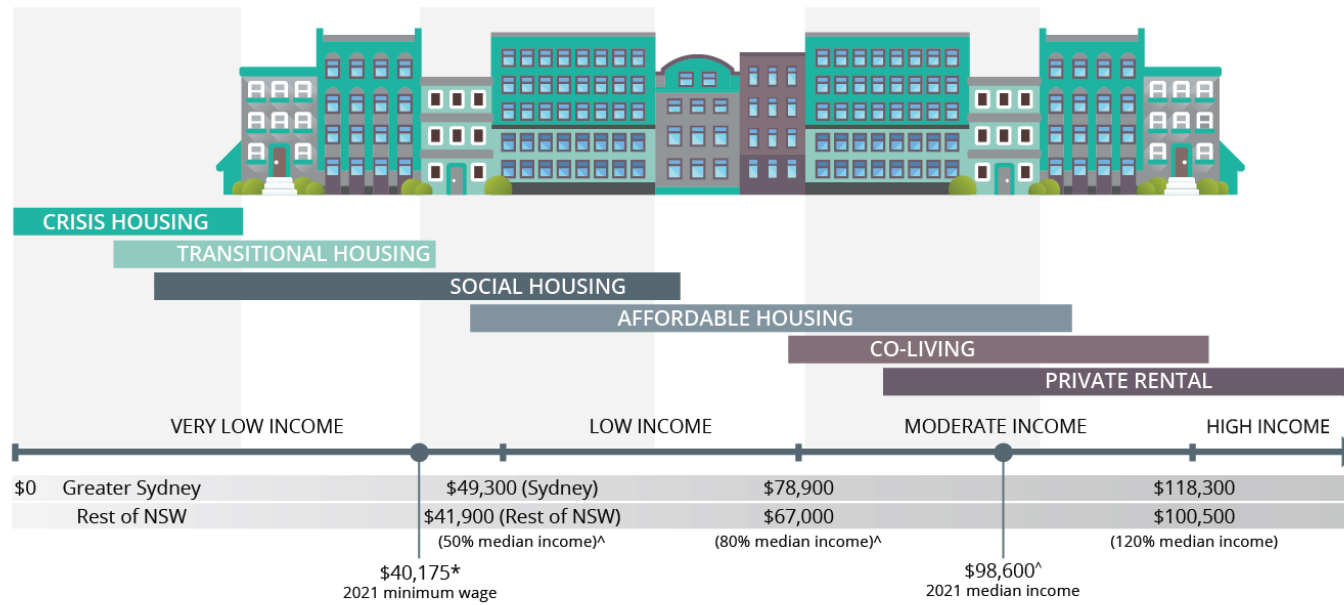 CRISIS HOUSING
TRANSITIONAL HOUSING
SOCIAL HOUSING
AFFORDABLE HOUSING
CO-LIVING
PRIVATE RENTAL
VERY LOW INCOME LOW INCOME MODERATE INCOME HIGH INCOME
$0 Greater Sydney $49,300 (Sydney) $78,900 $118,300
Rest of NSW $41,900 (Rest of NSW) $67,000 $100,500
(50% median income)^ (80% median income)^ (120% median income)
$40,175* $98,600^
2021 minimum wage 2021 median income